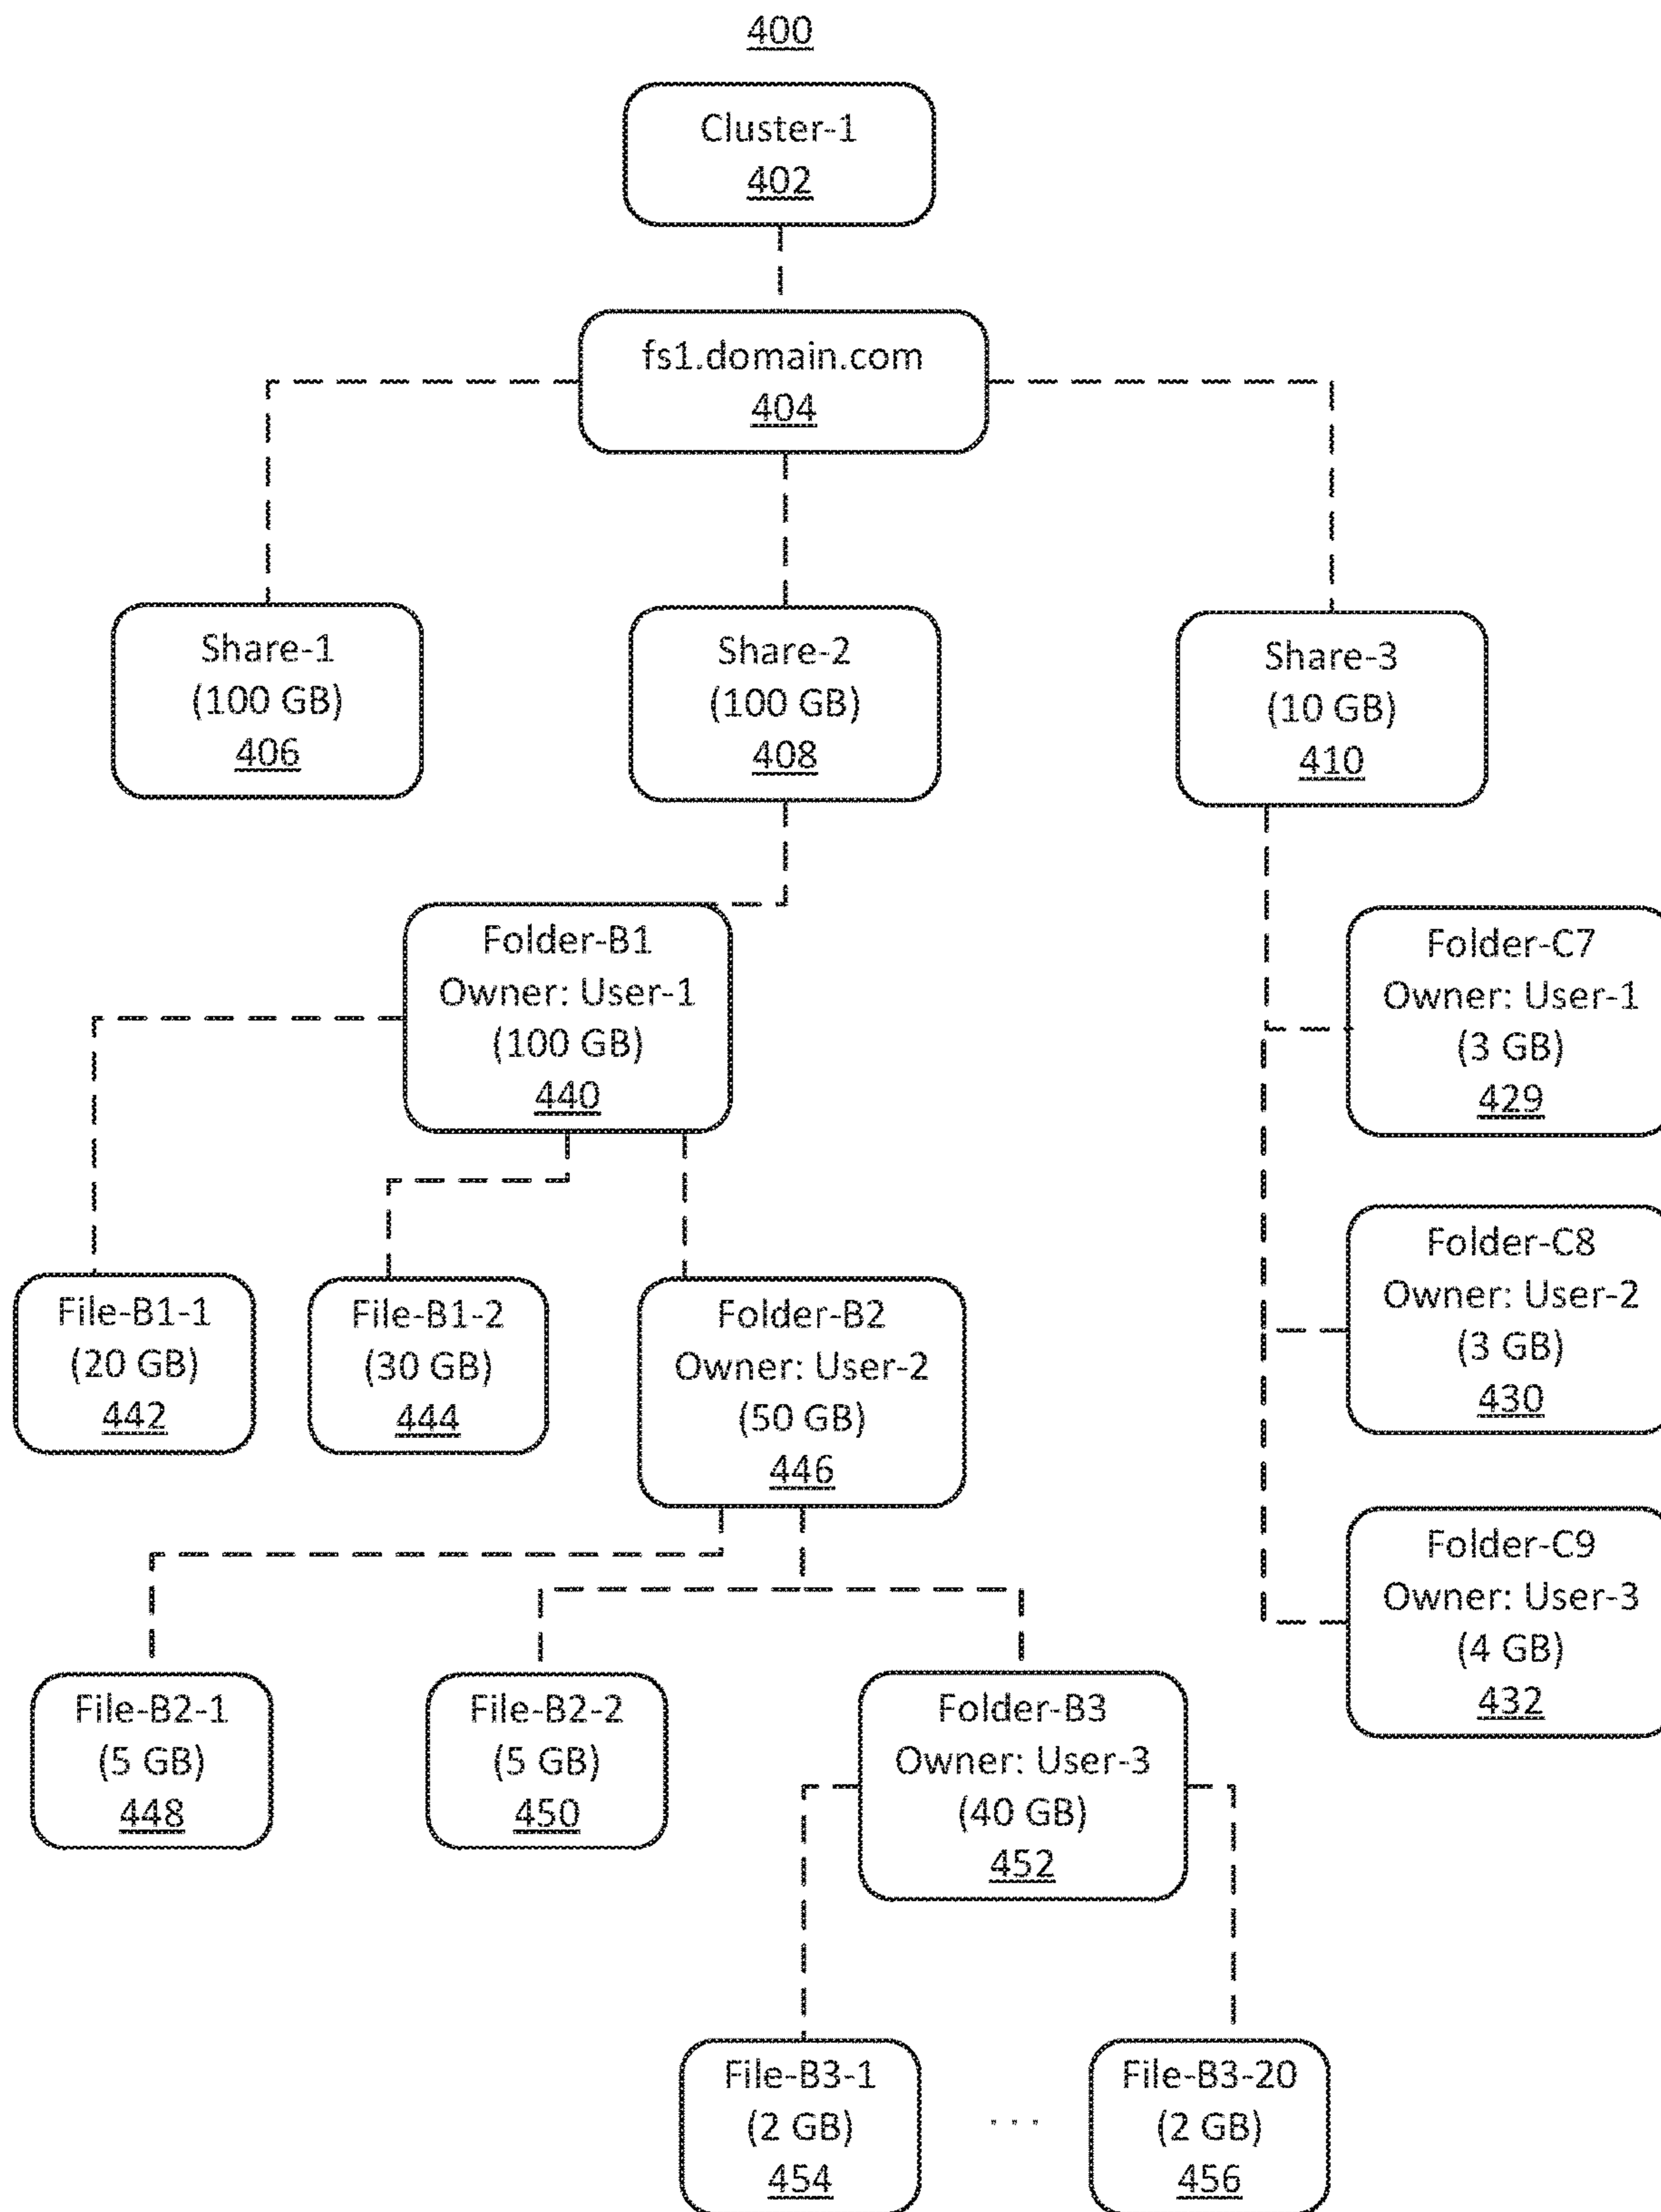 400
Cluster-1
402
fs1.domain.com
404
Share-1
(100 GB)
406
Share-2
(100 GB)
408
Share-3
(10 GB)
410
Folder-B1
Owner: User-1
(100 GB)
440
Folder-C7
Owner: User-1
(3 GB)
429
File-B1-1
(20 GB)
442
File-B1-2
(30 GB)
444
Folder-B2
Owner: User-2
(50 GB)
446
Folder-C8
Owner: User-2
(3 GB)
430
Folder-C9
Owner: User-3
(4 GB)
432
File-B2-1
(5 GB)
448
File-B2-2
(5 GB)
450
Folder-B3
Owner: User-3
(40 GB)
452
File-B3-1
(2 GB)
454
...
File-B3-20
(2 GB)
456